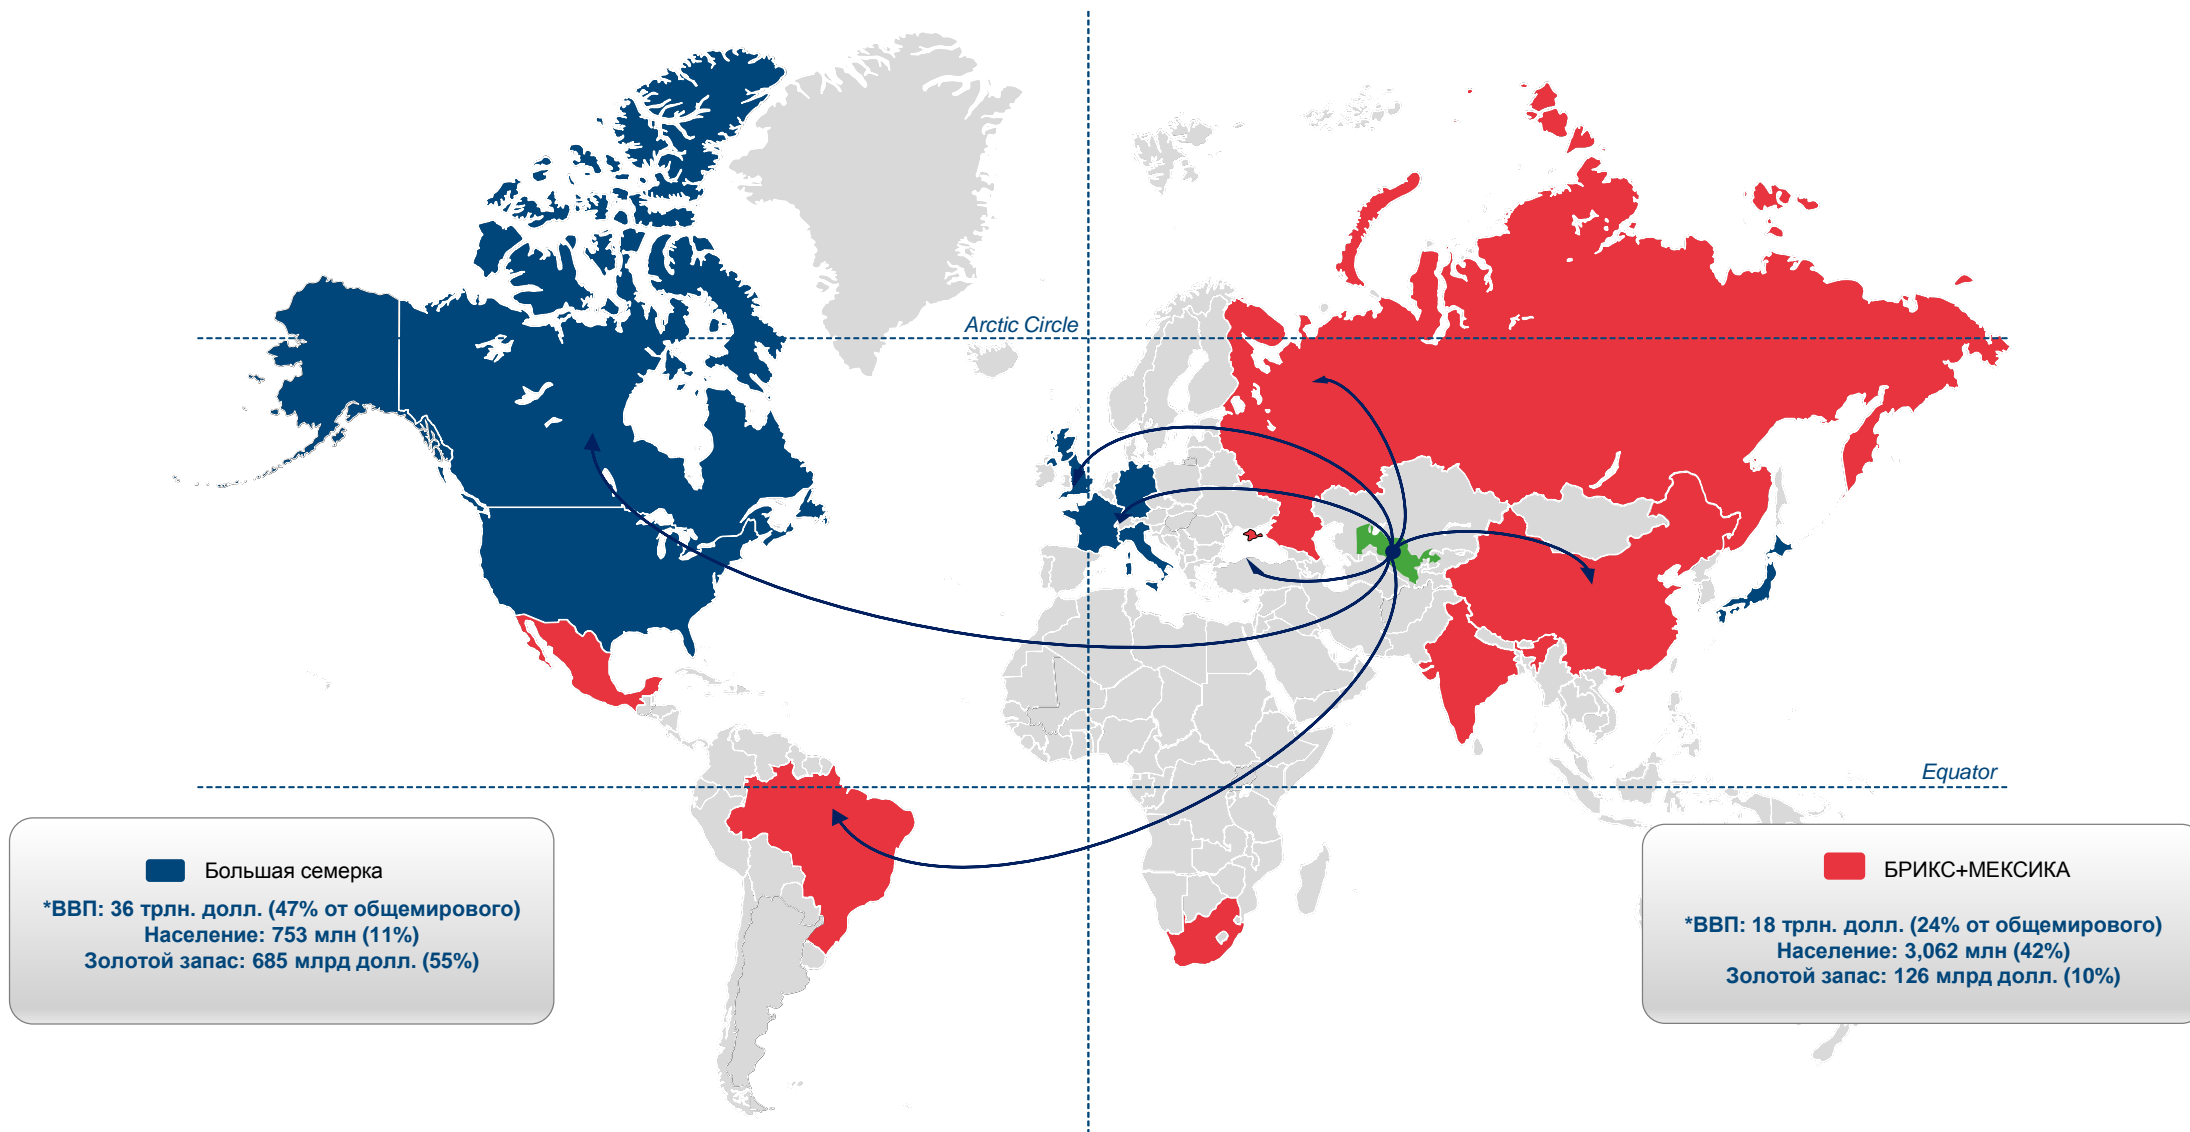 Arctic Circle
Equator
Большая семерка
*ВВП: 36 трлн. долл. (47% от общемирового)
Население: 753 млн (11%)
Золотой запас: 685 млрд долл. (55%)
БРИКС+МЕКСИКА
*ВВП: 18 трлн. долл. (24% от общемирового)
Население: 3,062 млн (42%)
Золотой запас: 126 млрд долл. (10%)